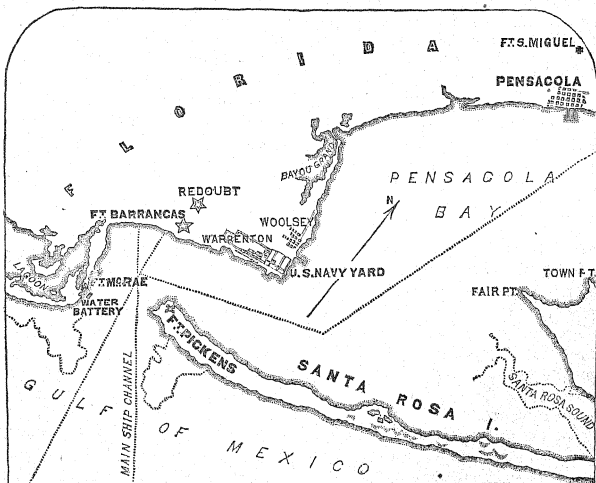 FT. S. MIGUEL
PENSACOLA
FLORIDA
BAYOU GRAND
PENSACOLA
BAY
N
REDOUBT
FT. BARRANCAS
WOOLSEY
WARRENTON
U.S. NAVY YARD
LAGOON
FT. McRAE
WATER
BATTERY
TOWN PT.
FAIR PT.
FT. PICKENS
SANTA ROSA I.
SANTA ROSA SOUND
MAIN SHIP CHANNEL
GULF OF MEXICO